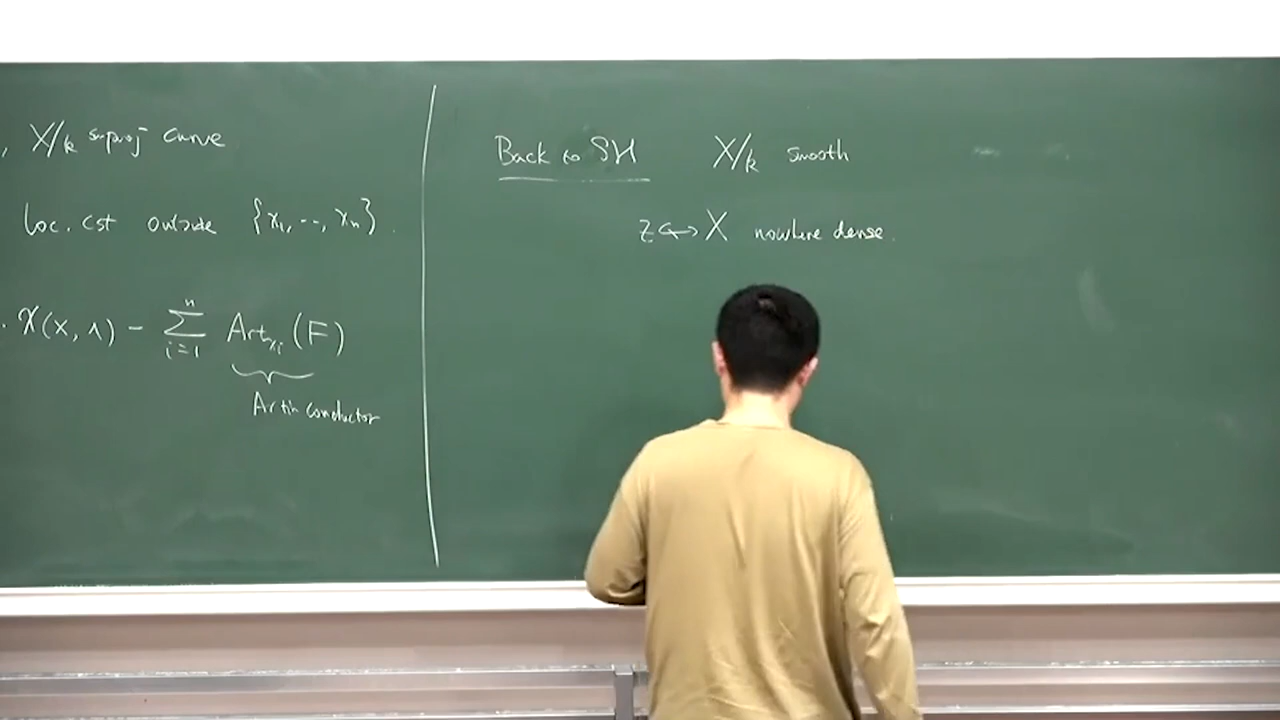 , X/k sm proj curve
loc. cst outside {x₁, --, xₙ}.
· χ(X, Λ) - ∑ⁿᵢ₌₁ Art_{xᵢ} (F)
Artin conductor
Back to SH X/k smooth
Z ↪ X nowhere dense.